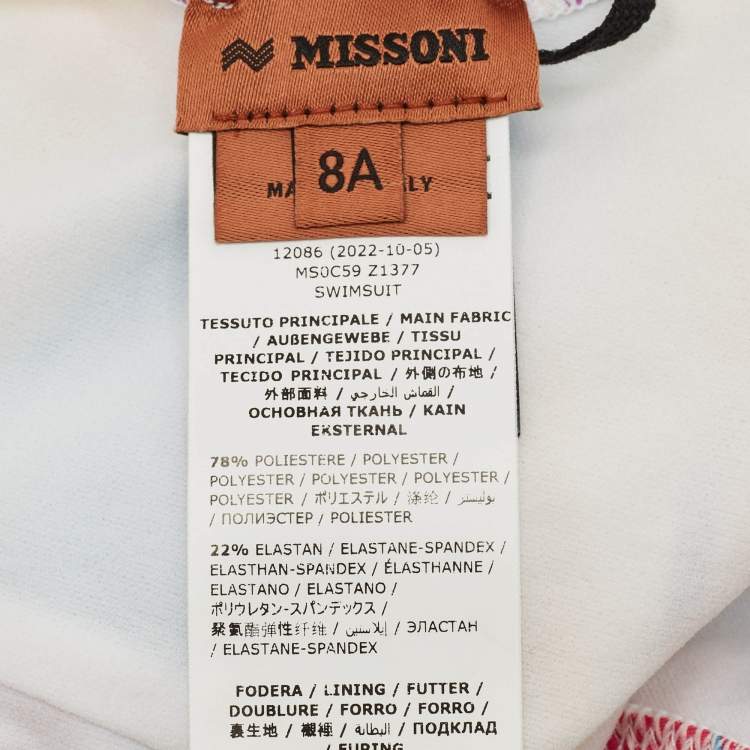 MISSONI
8A
12086 (2022-10-05)
MS0C59 Z1377
SWIMSUIT
TESSUTO PRINCIPALE / MAIN FABRIC
/ AUßENGEWEBE / TISSU
PRINCIPAL / TEJIDO PRINCIPAL /
TECIDO PRINCIPAL / 外側の布地 /
外部面料 / القماش الخارجي /
ОСНОВНАЯ ТКАНЬ / KAIN
EKSTERNAL
78% POLIESTERE / POLYESTER /
POLYESTER / POLYESTER / POLYESTER /
POLYESTER / ポリエステル / 涤纶 / بوليستر
/ ПОЛИЭСТЕР / POLIESTER
22% ELASTAN / ELASTANE-SPANDEX /
ELASTHAN-SPANDEX / ÉLASTHANNE /
ELASTANO / ELASTANO /
ポリウレタン-スパンデックス /
聚氨酯弹性纤维 / إيلاستين / ЭЛАСТАН
/ ELASTANE-SPANDEX
FODERA / LINING / FUTTER /
DOUBLURE / FORRO / FORRO /
裏生地 / 襯裡 / البطانة / ПОДКЛАД
/ FURING